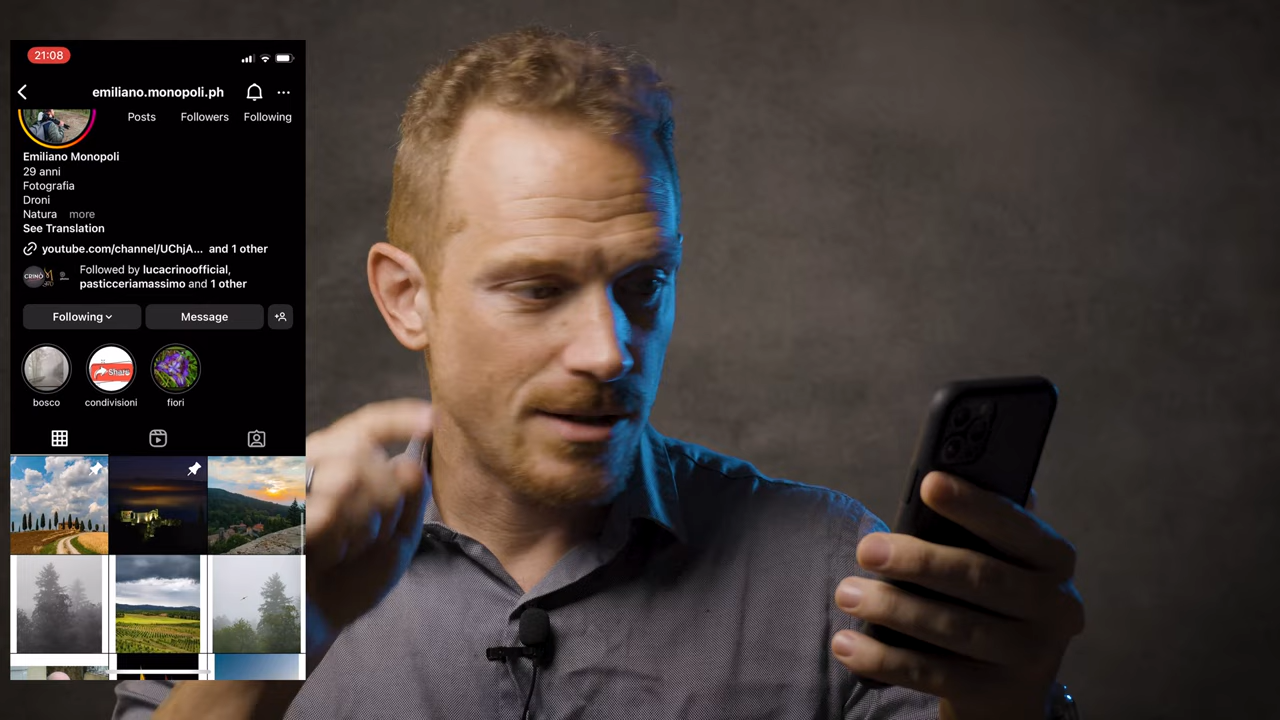 21:08
emiliano.monopoli.ph
Posts Followers Following
Emiliano Monopoli
29 anni
Fotografia
Droni
Natura more
See Translation
youtube.com/channel/UChjA... and 1 other
Followed by lucacrinoofficial,
pasticceriamassimo and 1 other
CRINÒ
Following Message
Share
bosco condivisioni fiori